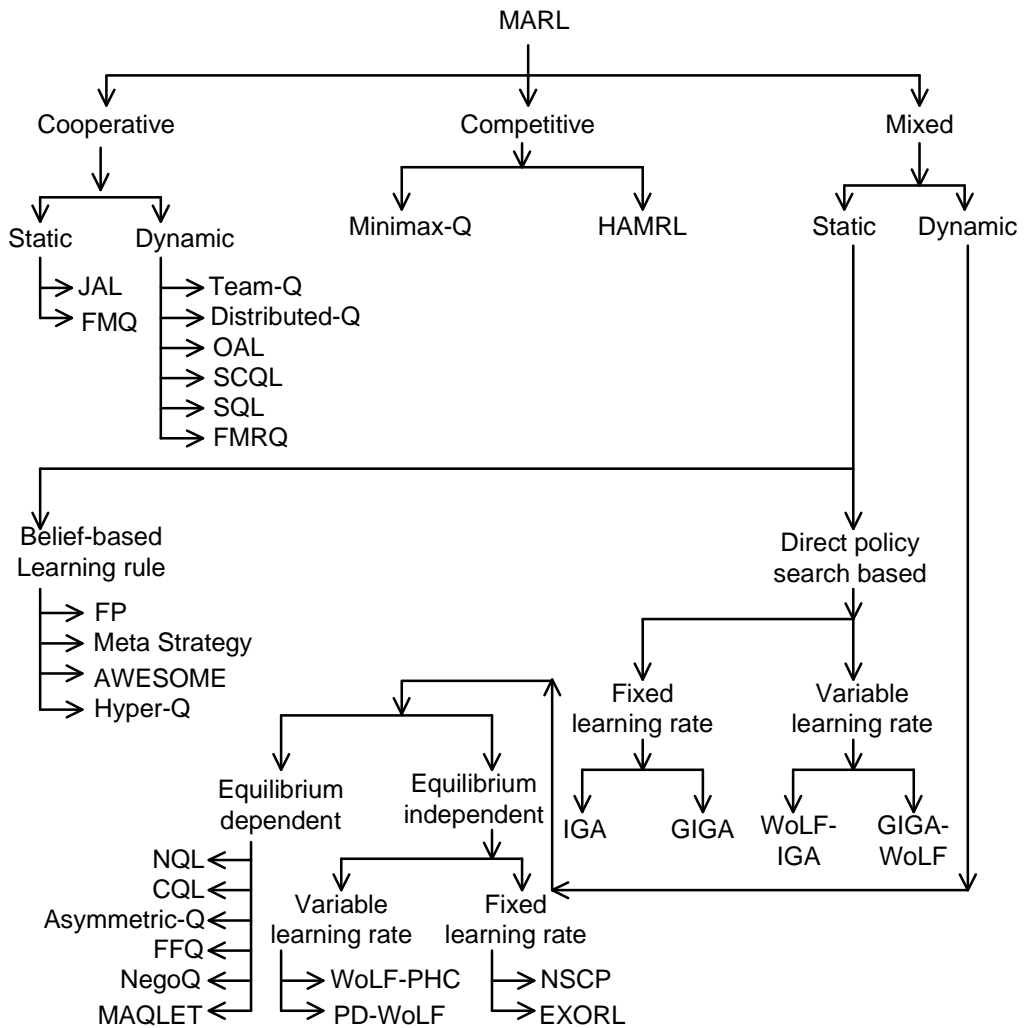 MARL
Cooperative
Competitive
Mixed
Static
Dynamic
Minimax-Q
HAMRL
Static
Dynamic
JAL
FMQ
Team-Q
Distributed-Q
OAL
SCQL
SQL
FMRQ
Belief-based
Learning rule
FP
Meta Strategy
AWESOME
Hyper-Q
Direct policy
search based
Fixed
learning rate
Variable
learning rate
IGA
GIGA
WoLF-
IGA
GIGA-
WoLF
Equilibrium
dependent
Equilibrium
independent
NQL
CQL
Asymmetric-Q
FFQ
NegoQ
MAQLET
Variable
learning rate
Fixed
learning rate
WoLF-PHC
PD-WoLF
NSCP
EXORL